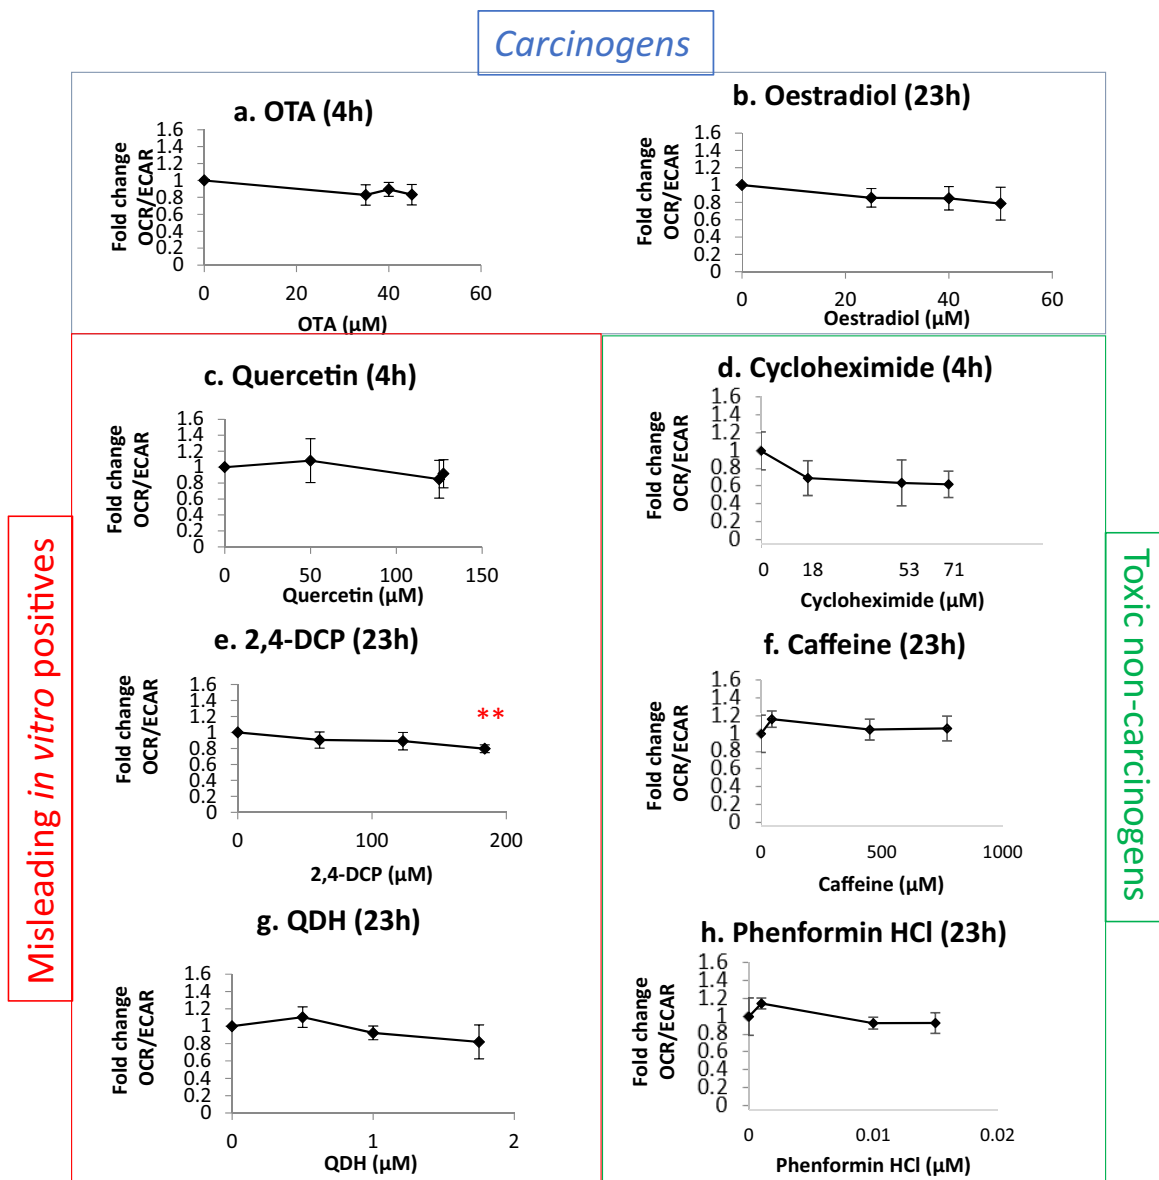 Carcinogens
a. OTA (4h)
Fold change
OCR/ECAR
1.6
1.4
1.2
1
0.8
0.6
0.4
0.2
0
0 20 40 60
OTA (µM)
b. Oestradiol (23h)
Fold change
OCR/ECAR
1.6
1.4
1.2
1
0.8
0.6
0.4
0.2
0
0 20 40 60
Oestradiol (µM)
Misleading in vitro positives
c. Quercetin (4h)
Fold change
OCR/ECAR
1.6
1.4
1.2
1
0.8
0.6
0.4
0.2
0
0 50 100 150
Quercetin (µM)
Toxic non-carcinogens
d. Cycloheximide (4h)
Fold change
OCR/ECAR
1.6
1.4
1.2
1
0.8
0.6
0.4
0.2
0
0 18 53 71
Cycloheximide (µM)
e. 2,4-DCP (23h)
Fold change
OCR/ECAR
1.6
1.4
1.2
1
0.8
0.6
0.4
0.2
0
**
0 100 200
2,4-DCP (µM)
f. Caffeine (23h)
Fold change
OCR/ECAR
1.6
1.4
1.2
1
0.8
0.6
0.4
0.2
0
0 500 1000
Caffeine (µM)
g. QDH (23h)
Fold change
OCR/ECAR
1.6
1.4
1.2
1
0.8
0.6
0.4
0.2
0
0 1 2
QDH (µM)
h. Phenformin HCl (23h)
Fold change
OCR/ECAR
1.6
1.4
1.2
1
0.8
0.6
0.4
0.2
0
0 0.01 0.02
Phenformin HCl (µM)